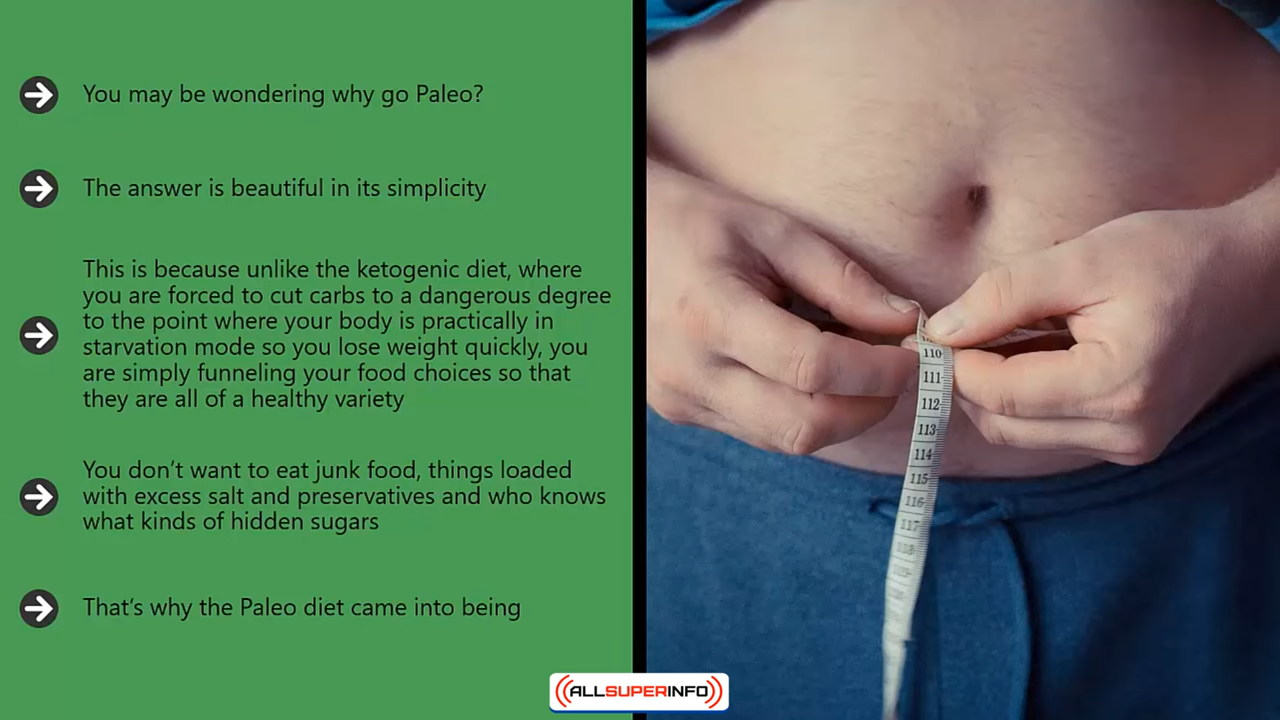 You may be wondering why go Paleo?
The answer is beautiful in its simplicity
This is because unlike the ketogenic diet, where
you are forced to cut carbs to a dangerous degree
to the point where your body is practically in
starvation mode so you lose weight quickly, you
are simply funneling your food choices so that
they are all of a healthy variety
You don’t want to eat junk food, things loaded
with excess salt and preservatives and who knows
what kinds of hidden sugars
That’s why the Paleo diet came into being
110
111
112
113
114
115
116
117
118
ALLSUPERINFO